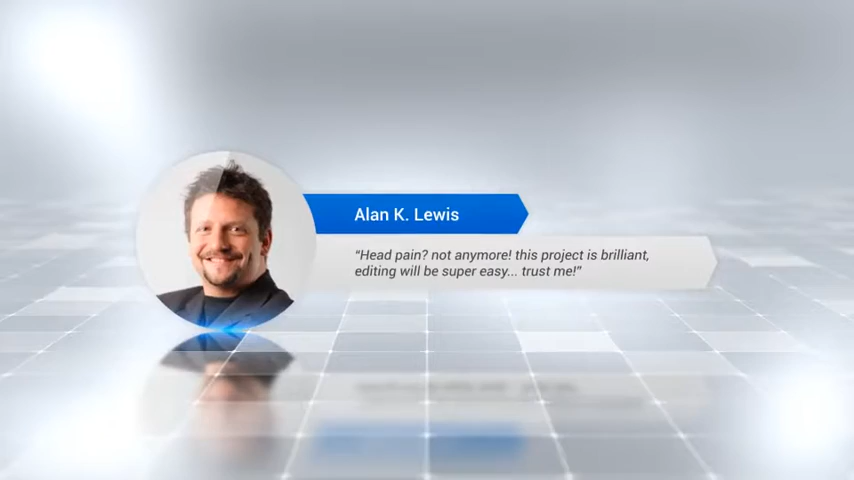 Alan K. Lewis
“Head pain? not anymore! this project is brilliant,
editing will be super easy... trust me!”